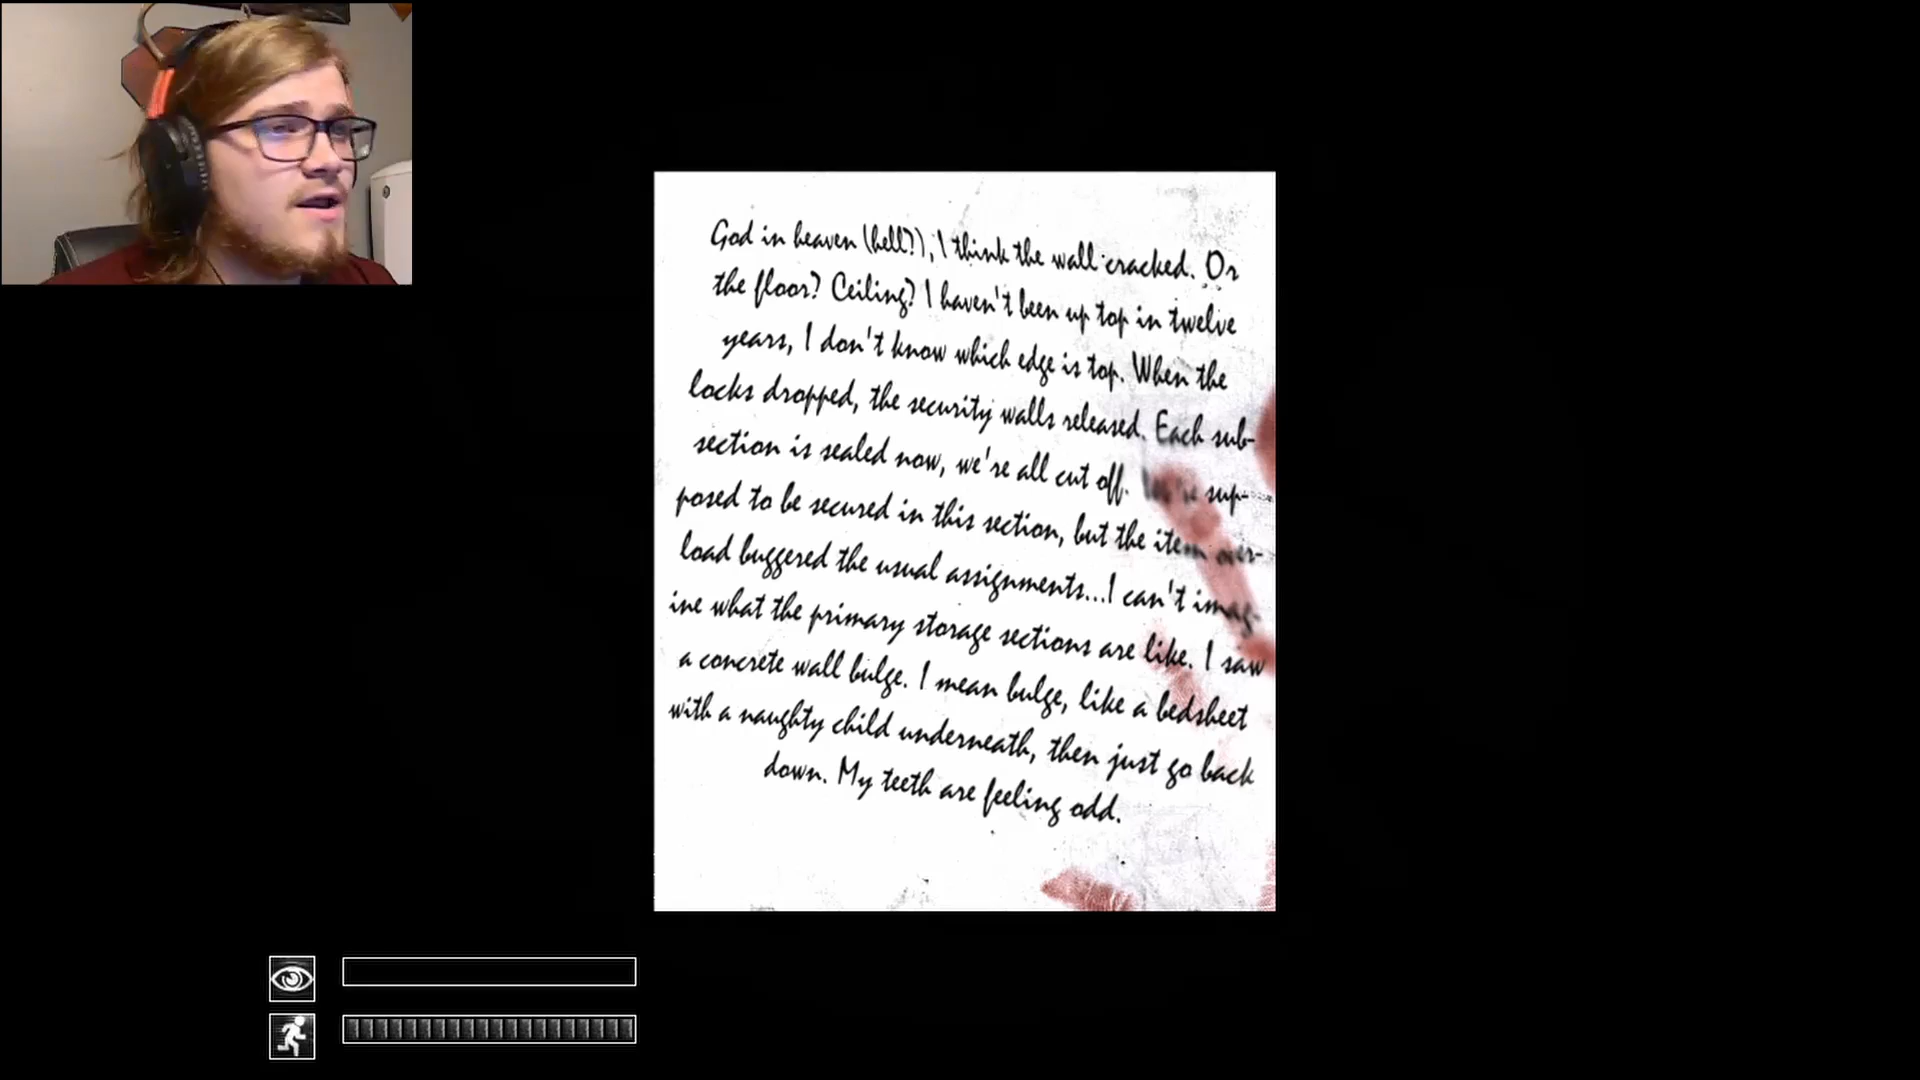 God in heaven (hell?), I think the wall cracked. Or
the floor? Ceiling? I haven't been up top in twelve
years, I don't know which edge is top. When the
locks dropped, the security walls released. Each sub-
section is sealed now, we're all cut off. We're sup-
posed to be secured in this section, but the item over-
load buggered the usual assignments...I can't imag-
ine what the primary storage sections are like. I saw
a concrete wall bulge. I mean bulge, like a bedsheet
with a naughty child underneath, then just go back
down. My teeth are feeling odd.